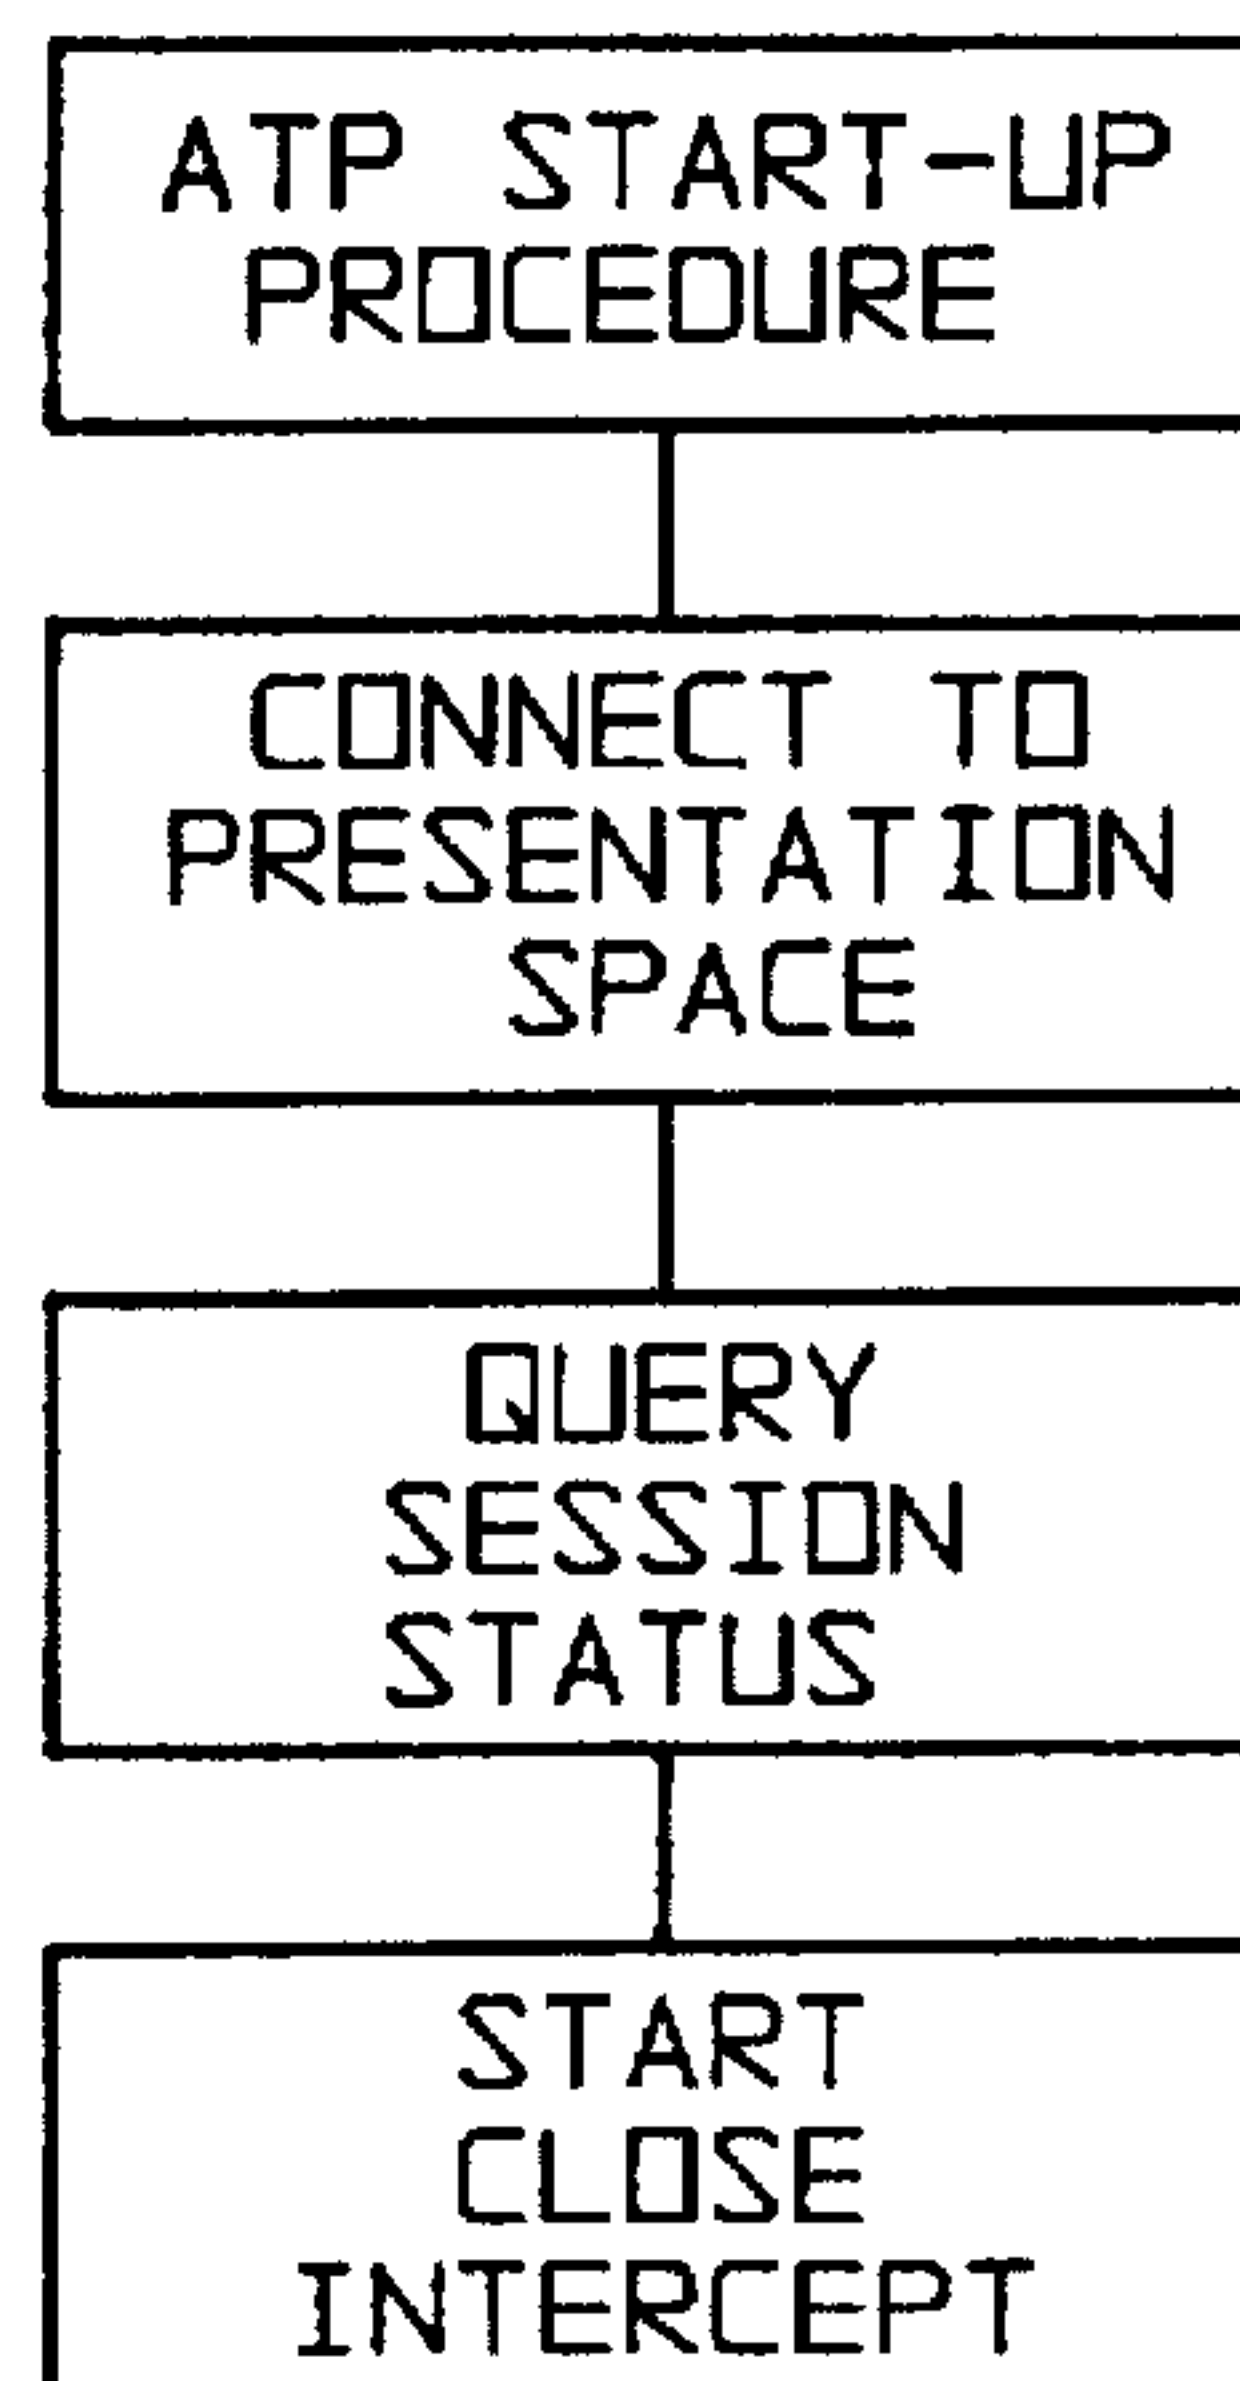 ATP START-UP
PROCEDURE
CONNECT TO
PRESENTATION
SPACE
QUERY
SESSION
STATUS
START
CLOSE
INTERCEPT